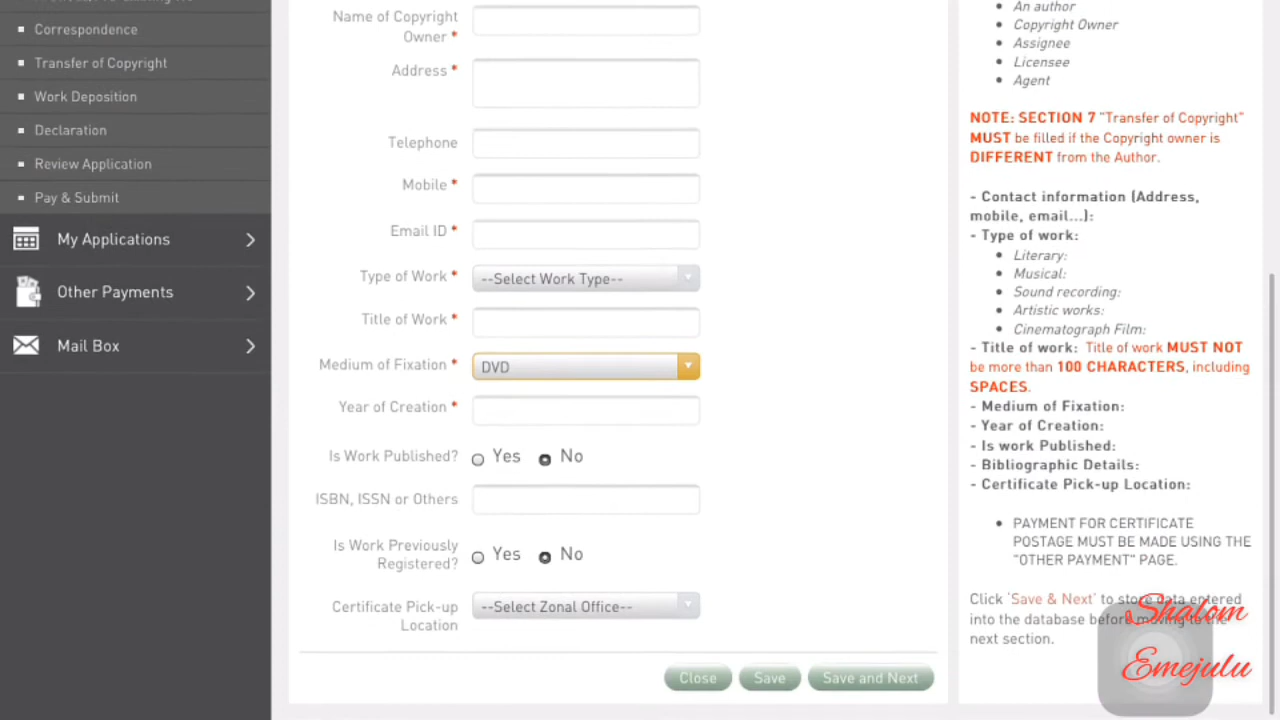 Correspondence
Transfer of Copyright
Work Deposition
Declaration
Review Application
Pay & Submit
My Applications
Other Payments
Mail Box
Name of Copyright
Owner *
Address *
Telephone
Mobile *
Email ID *
Type of Work * --Select Work Type--
Title of Work *
Medium of Fixation * DVD
Year of Creation *
Is Work Published? Yes No
ISBN, ISSN or Others
Is Work Previously
Registered? Yes No
Certificate Pick-up
Location --Select Zonal Office--
Close Save Save and Next
An author
Copyright Owner
Assignee
Licensee
Agent
NOTE: SECTION 7 "Transfer of Copyright"
MUST be filled if the Copyright owner is
DIFFERENT from the Author.
- Contact information (Address,
mobile, email...):
- Type of work:
Literary:
Musical:
Sound recording:
Artistic works:
Cinematograph Film:
- Title of work: Title of work MUST NOT
be more than 100 CHARACTERS, including
SPACES.
- Medium of Fixation:
- Year of Creation:
- Is work Published:
- Bibliographic Details:
- Certificate Pick-up Location:
PAYMENT FOR CERTIFICATE
POSTAGE MUST BE MADE USING THE
"OTHER PAYMENT" PAGE.
Click 'Save & Next' to store data entered
into the database before moving to the
next section.
Shalom
Emejulu